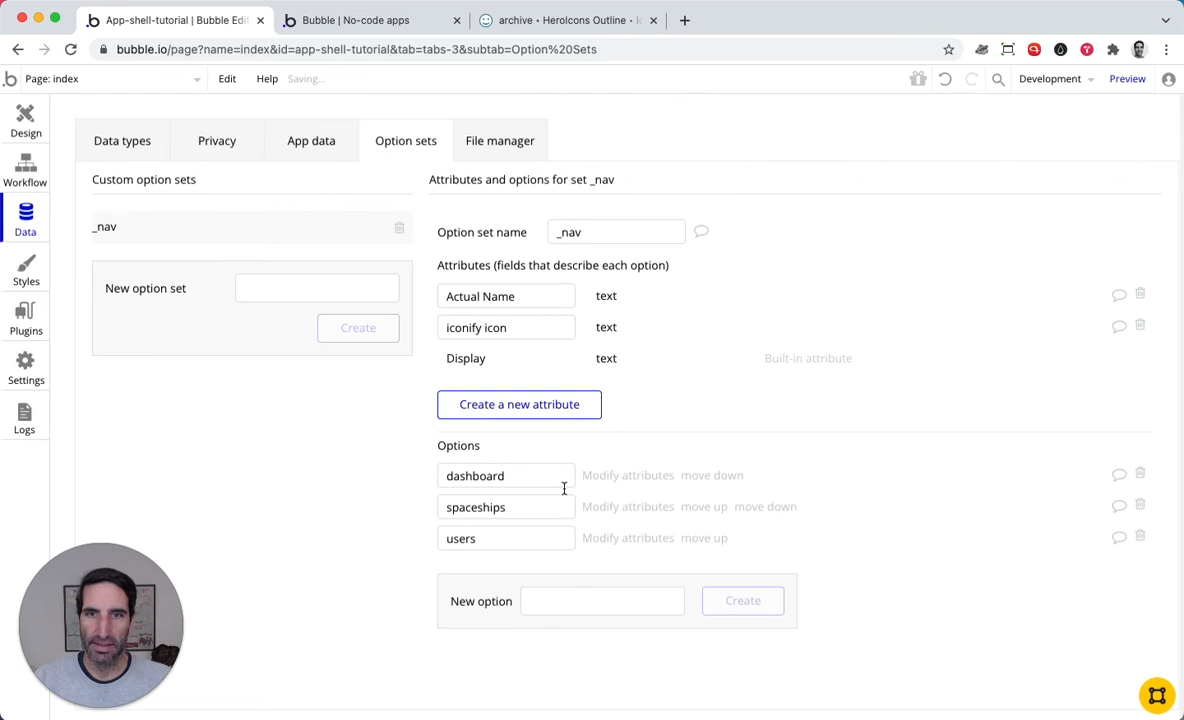 App-shell-tutorial | Bubble Edi
Bubble | No-code apps
archive • HeroIcons Outline • Ic
bubble.io/page?name=index&id=app-shell-tutorial&tab=tabs-3&subtab=Option%20Sets
Page: index
Edit
Help
Saving...
Development
Preview
Design
Workflow
Data
Styles
Plugins
Settings
Logs
Data types
Privacy
App data
Option sets
File manager
Custom option sets
_nav
New option set
Create
Attributes and options for set _nav
Option set name
_nav
Attributes (fields that describe each option)
Actual Name text
iconify icon text
Display text Built-in attribute
Create a new attribute
Options
dashboard Modify attributes move down
spaceships Modify attributes move up move down
users Modify attributes move up
New option
Create